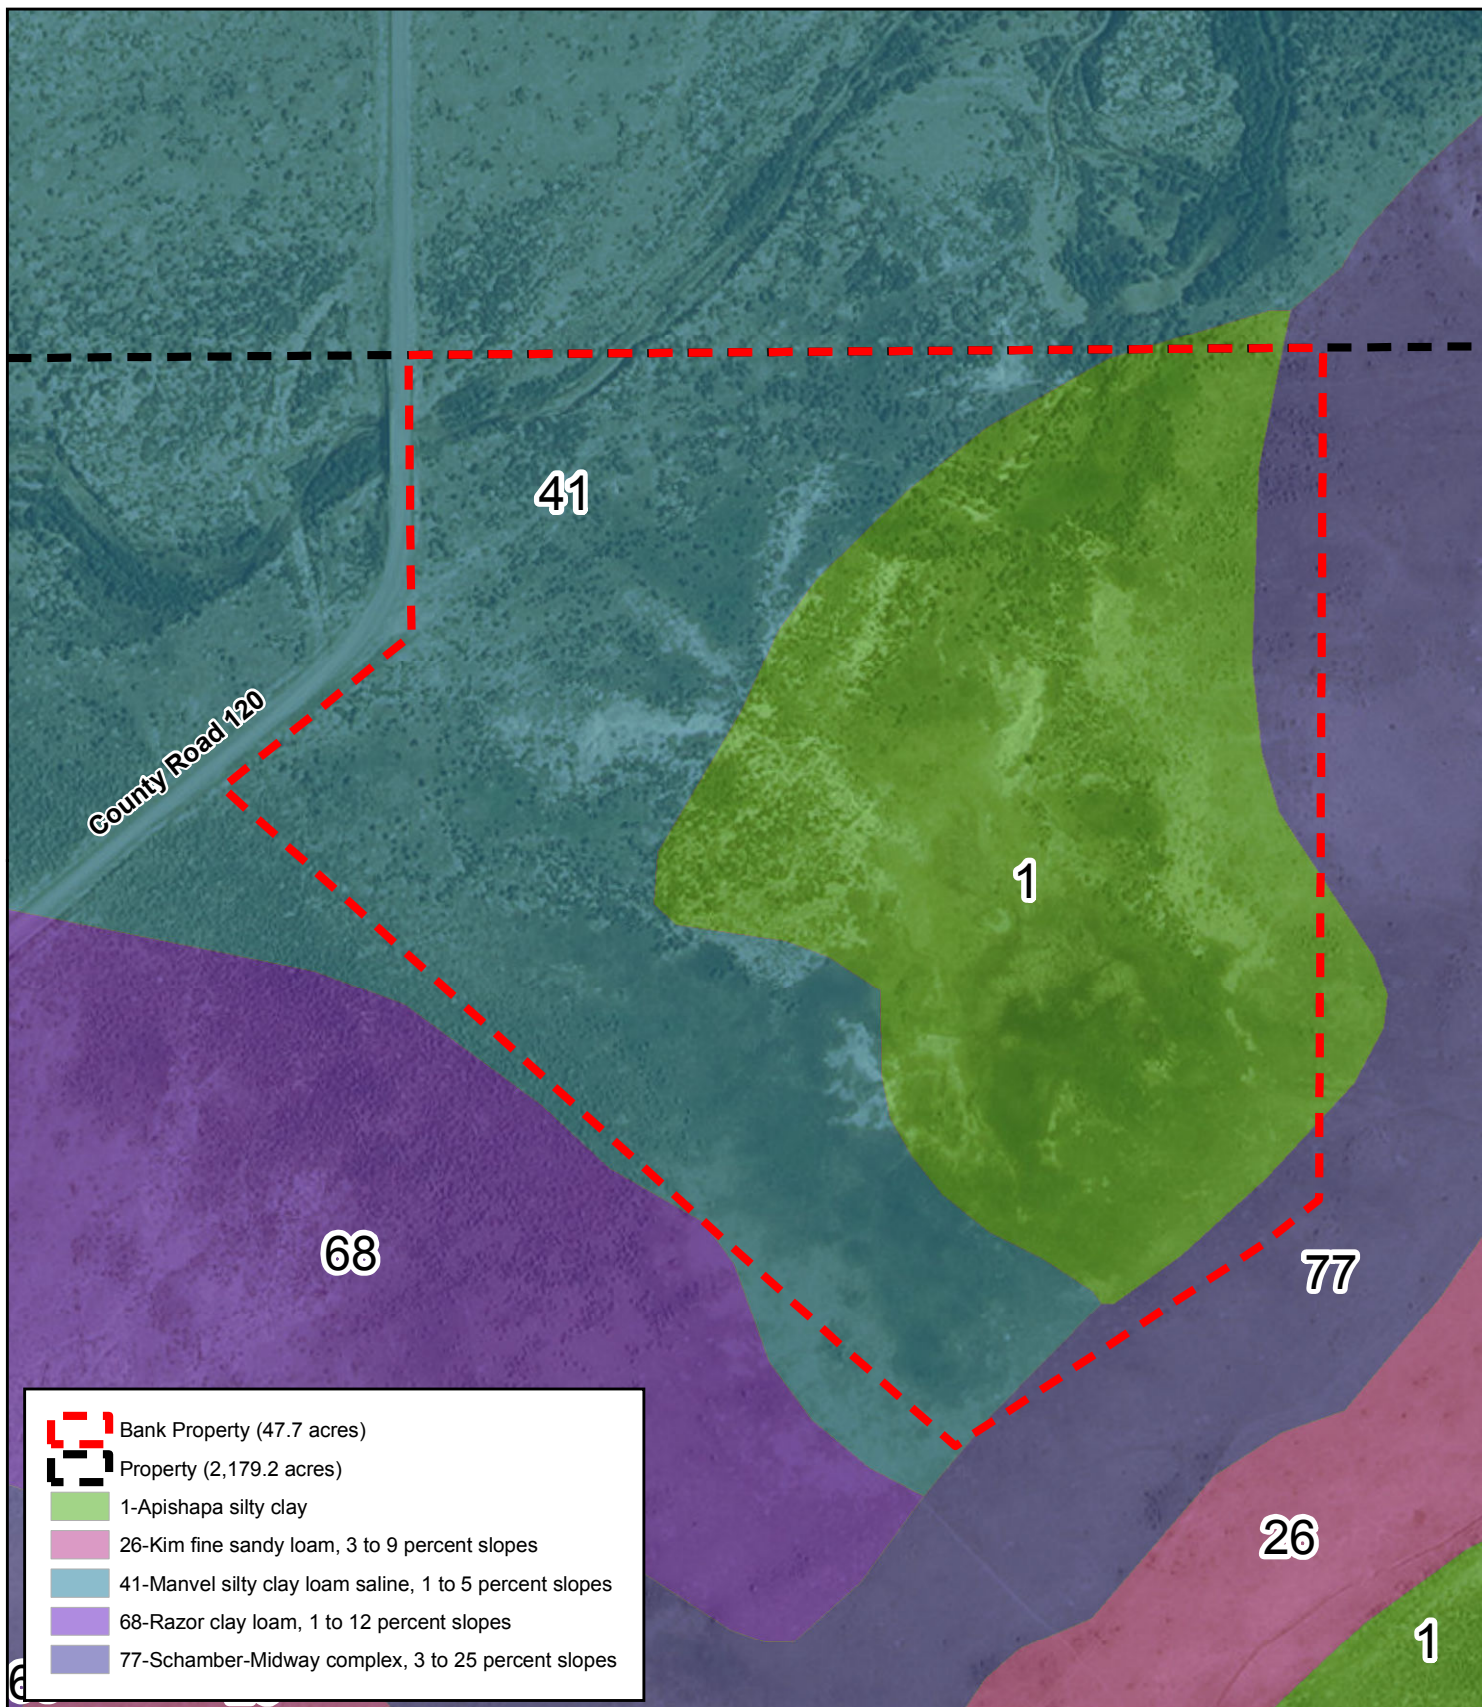 41
County Road 120
1
68
77
26
1
Bank Property (47.7 acres)
Property (2,179.2 acres)
1-Apishapa silty clay
26-Kim fine sandy loam, 3 to 9 percent slopes
41-Manvel silty clay loam saline, 1 to 5 percent slopes
68-Razor clay loam, 1 to 12 percent slopes
77-Schamber-Midway complex, 3 to 25 percent slopes